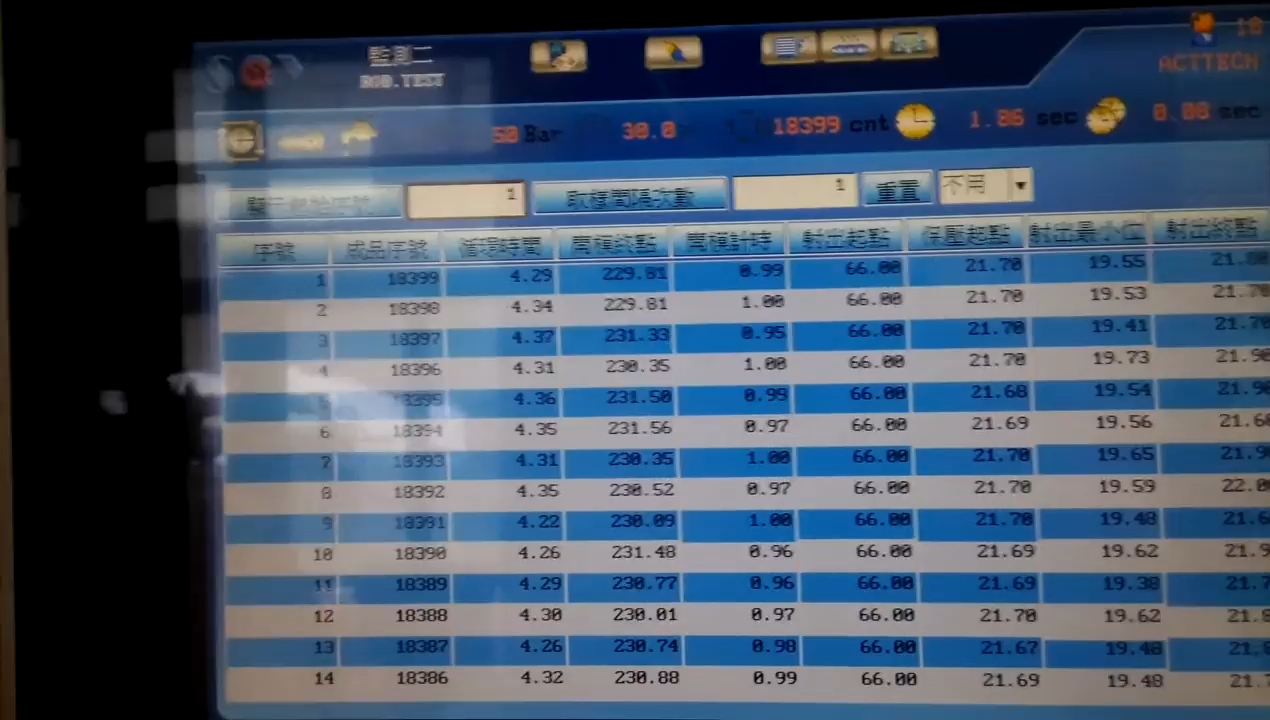 監測二
ROB.TEST
ACTTECH
50 Bar 30.0 18399 cnt 1.86 sec 0.00 sec
1 取樣間隔次數 1 重置 不用
序號 成品序號 循環時間 開模終點 開模計時 射出起點 保壓起點 射出最小位 射出終點
1 18399 4.29 229.81 0.99 66.00 21.70 19.55
2 18398 4.34 229.81 1.00 66.00 21.70 19.53
3 18397 4.37 231.33 0.95 66.00 21.70 19.41
4 18396 4.31 230.35 1.00 66.00 21.70 19.73
18395 4.36 231.50 0.99 66.00 21.68 19.54
6 18394 4.35 231.56 0.97 66.00 21.69 19.56
7 18393 4.31 230.35 1.00 66.00 21.70 19.65
8 18392 4.35 230.52 0.97 66.00 21.70 19.59
9 18391 4.22 230.09 1.00 66.00 21.70 19.48
10 18390 4.26 231.48 0.96 66.00 21.69 19.62
11 18389 4.29 230.77 0.96 66.00 21.69 19.38
12 18388 4.30 230.01 0.97 66.00 21.70 19.62
13 18387 4.26 230.74 0.98 66.00 21.67 19.48
14 18386 4.32 230.88 0.99 66.00 21.69 19.48